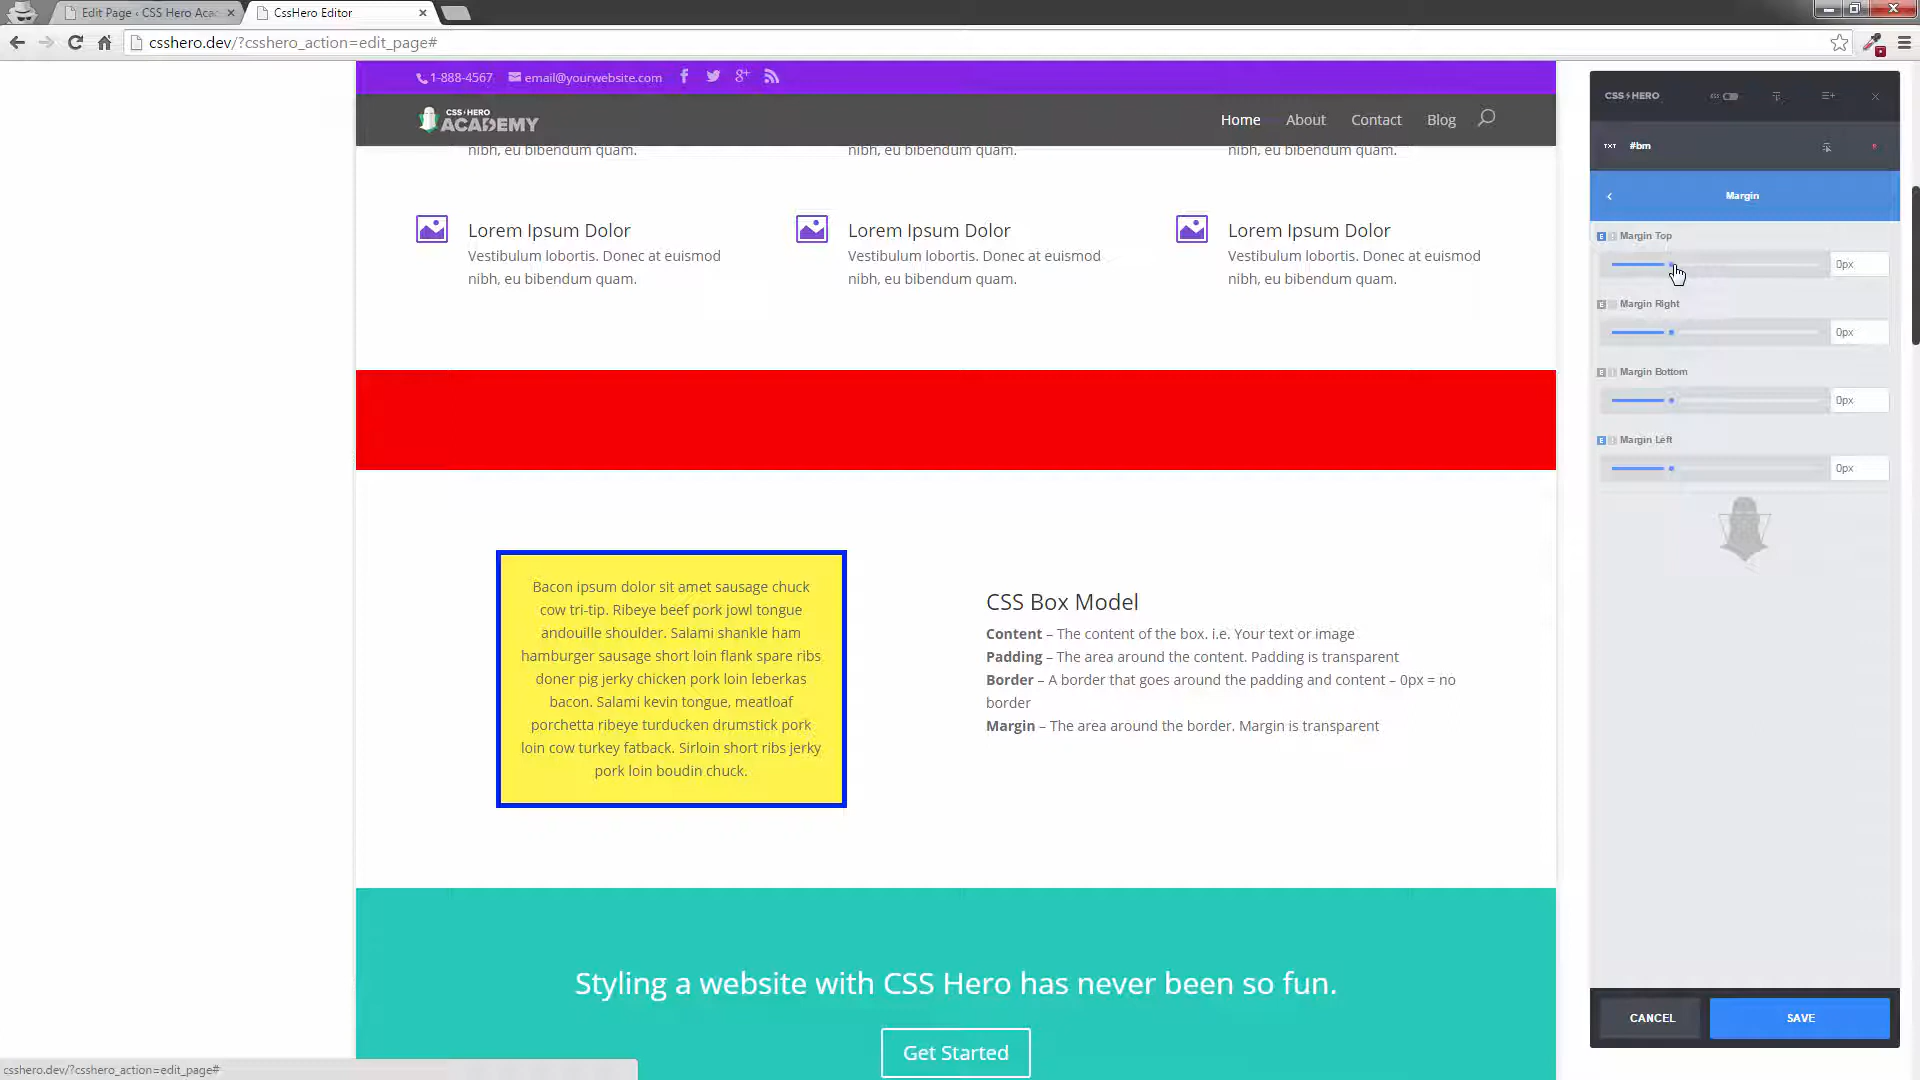 Edit Page ‹ CSS Hero Aca
CssHero Editor
csshero.dev/?csshero_action=edit_page#
1-888-4567
email@yourwebsite.com
CSS HERO
ACADEMY
Home
About
Contact
Blog
nibh, eu bibendum quam.
nibh, eu bibendum quam.
nibh, eu bibendum quam.
Lorem Ipsum Dolor
Vestibulum lobortis. Donec at euismod
nibh, eu bibendum quam.
Lorem Ipsum Dolor
Vestibulum lobortis. Donec at euismod
nibh, eu bibendum quam.
Lorem Ipsum Dolor
Vestibulum lobortis. Donec at euismod
nibh, eu bibendum quam.
Bacon ipsum dolor sit amet sausage chuck
cow tri-tip. Ribeye beef pork jowl tongue
andouille shoulder. Salami shankle ham
hamburger sausage short loin flank spare ribs
doner pig jerky chicken pork loin leberkas
bacon. Salami kevin tongue, meatloaf
porchetta ribeye turducken drumstick pork
loin cow turkey fatback. Sirloin short ribs jerky
pork loin boudin chuck.
CSS Box Model
Content – The content of the box. i.e. Your text or image
Padding – The area around the content. Padding is transparent
Border – A border that goes around the padding and content – 0px = no
border
Margin – The area around the border. Margin is transparent
Styling a website with CSS Hero has never been so fun.
Get Started
CSS HERO
TXT #bm
Margin
Margin Top
0px
Margin Right
0px
Margin Bottom
0px
Margin Left
0px
CANCEL
SAVE
csshero.dev/?csshero_action=edit_page#